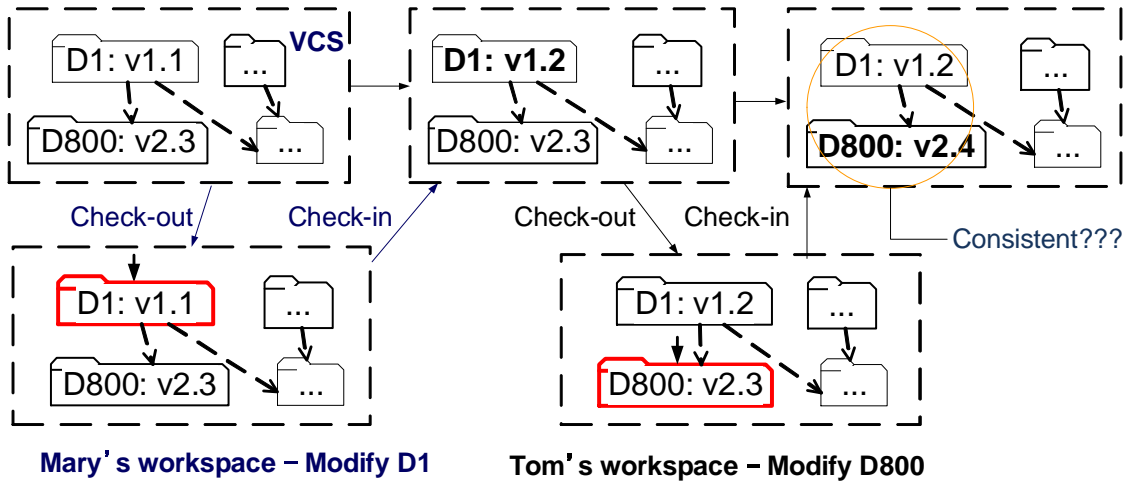 VCS
D1: v1.1
...
D800: v2.3
...
D1: v1.2
...
D800: v2.3
...
D1: v1.2
...
D800: v2.4
...
Check-out
Check-in
Check-out
Check-in
Consistent???
D1: v1.1
...
D800: v2.3
...
D1: v1.2
...
D800: v2.3
...
Mary's workspace – Modify D1
Tom's workspace – Modify D800